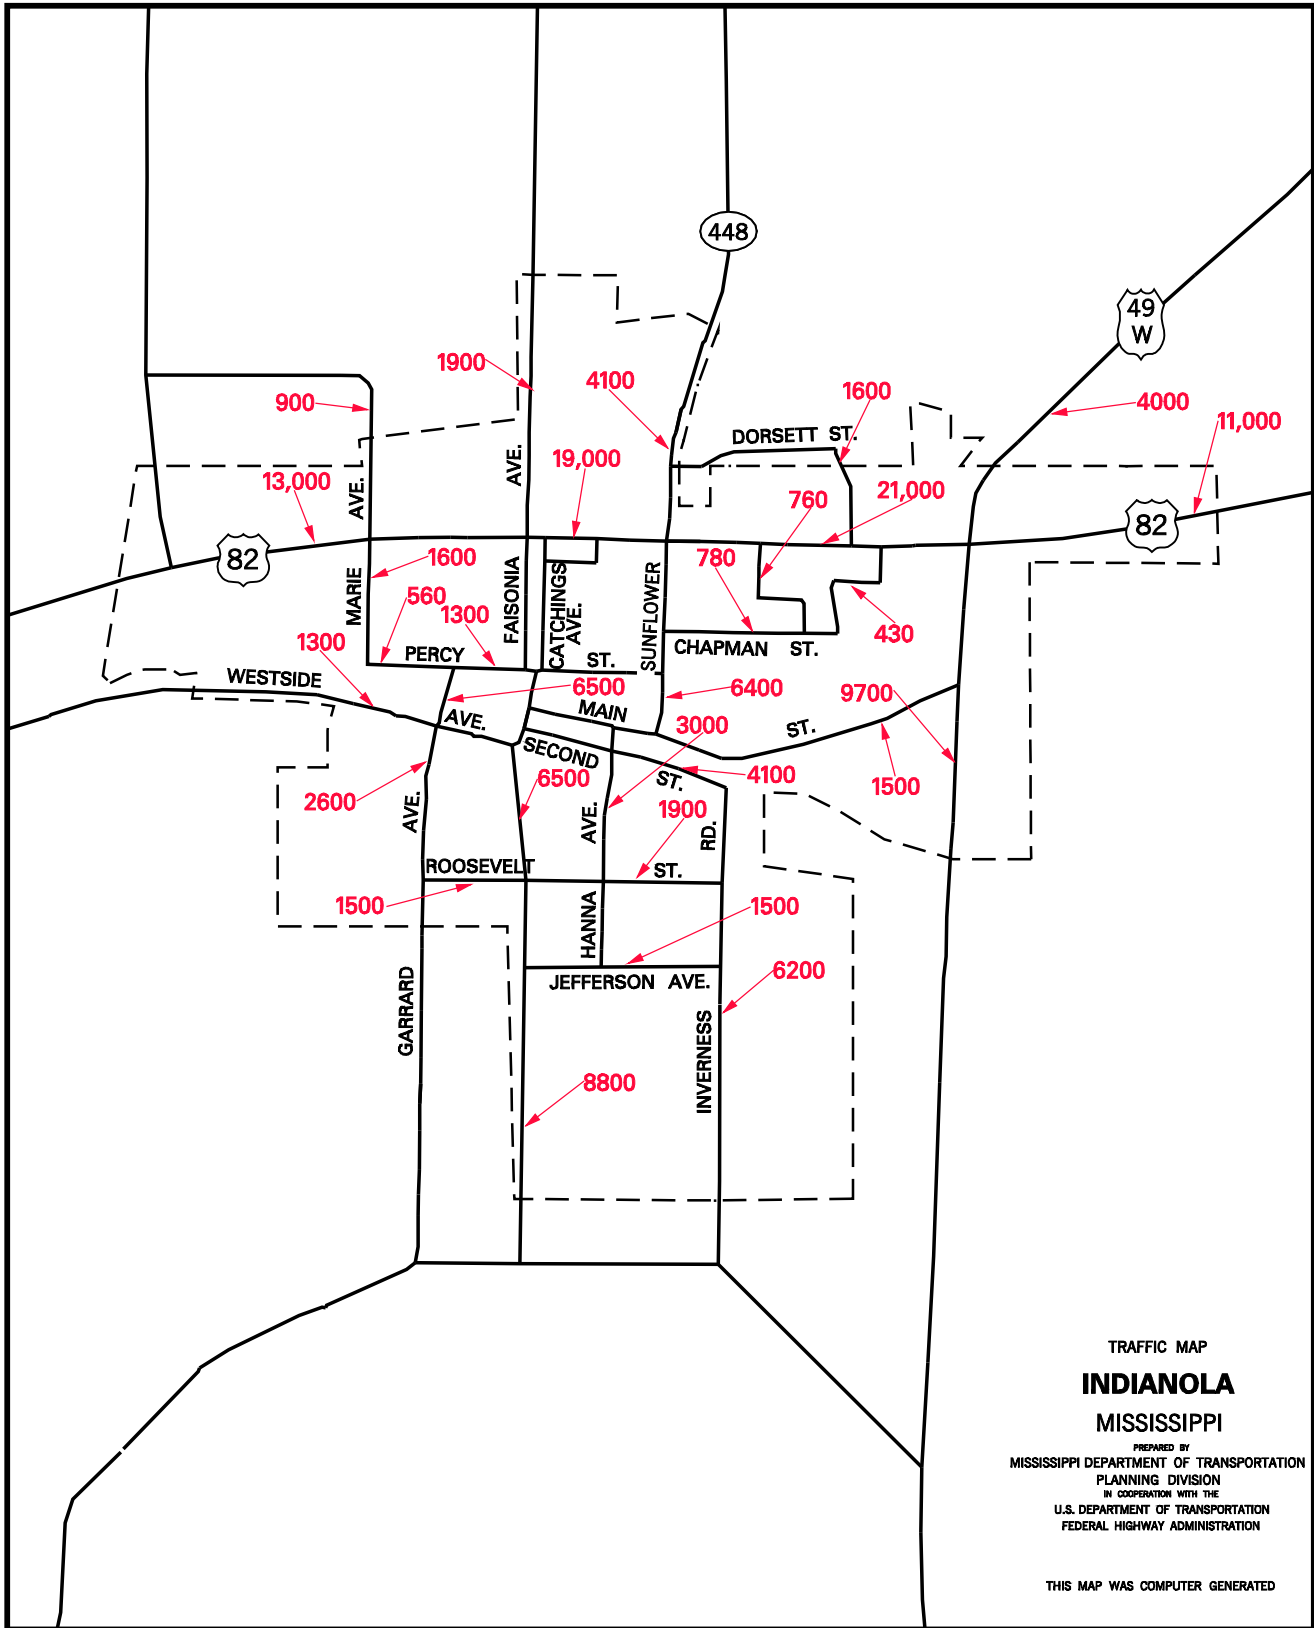 448
49
W
1900
4100
1600
4000
900
11,000
DORSETT ST.
AVE.
19,000
13,000
AVE.
760
21,000
82
82
1600
780
FAISONIA
CATCHINGS
AVE.
SUNFLOWER
MARIE
560
1300
430
1300
PERCY
ST.
CHAPMAN ST.
WESTSIDE
6500
6400
9700
AVE.
MAIN
3000
ST.
SECOND
ST.
6500
4100
1500
2600
AVE.
AVE.
1900
RD.
ROOSEVELT
ST.
1500
HANNA
1500
6200
JEFFERSON AVE.
GARRARD
INVERNESS
8800
TRAFFIC MAP
INDIANOLA
MISSISSIPPI
PREPARED BY
MISSISSIPPI DEPARTMENT OF TRANSPORTATION
PLANNING DIVISION
IN COOPERATION WITH THE
U.S. DEPARTMENT OF TRANSPORTATION
FEDERAL HIGHWAY ADMINISTRATION
THIS MAP WAS COMPUTER GENERATED